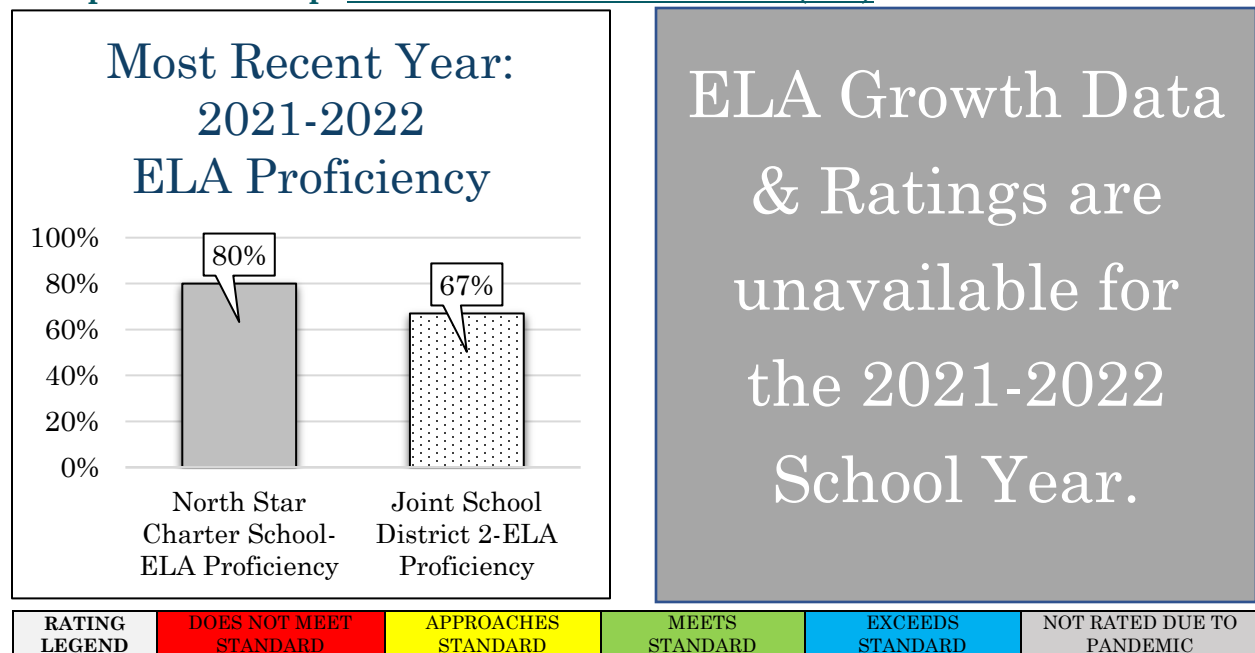 Most Recent Year:
2021-2022
ELA Proficiency
100%
80%
60%
40%
20%
0%
80%
67%
North Star
Charter School-
ELA Proficiency
Joint School
District 2-ELA
Proficiency
ELA Growth Data
& Ratings are
unavailable for
the 2021-2022
School Year.
RATING
LEGEND
DOES NOT MEET
STANDARD
APPROACHES
STANDARD
MEETS
STANDARD
EXCEEDS
STANDARD
NOT RATED DUE TO
PANDEMIC